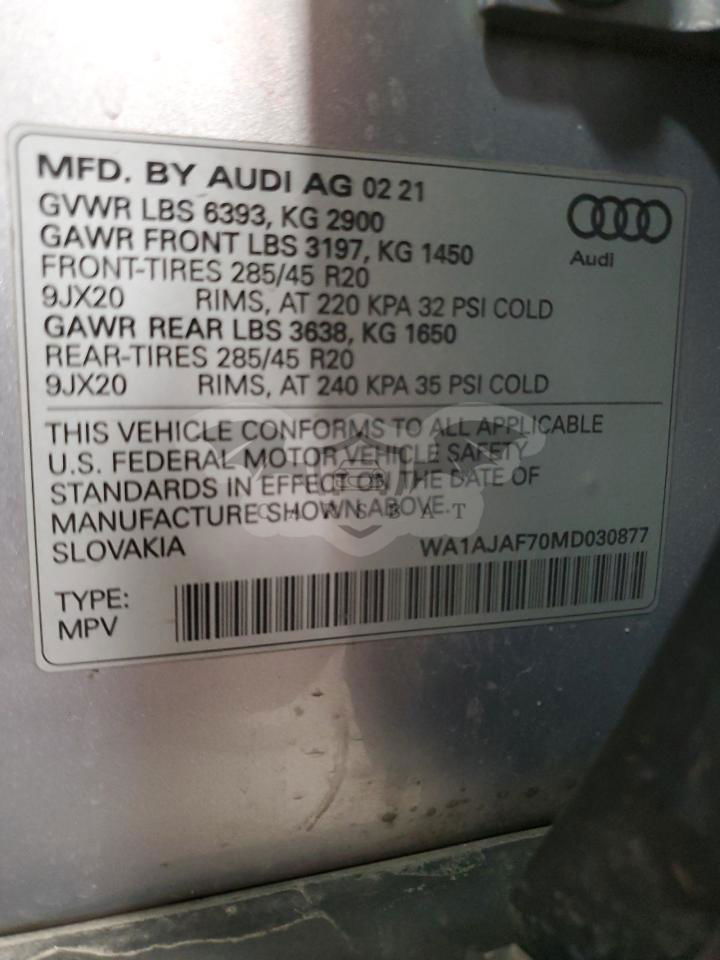 MFD. BY AUDI AG 02 21
GVWR LBS 6393, KG 2900
GAWR FRONT LBS 3197, KG 1450
FRONT-TIRES 285/45 R20
9JX20 RIMS, AT 220 KPA 32 PSI COLD
GAWR REAR LBS 3638, KG 1650
REAR-TIRES 285/45 R20
9JX20 RIMS, AT 240 KPA 35 PSI COLD
Audi
THIS VEHICLE CONFORMS TO ALL APPLICABLE
U.S. FEDERAL MOTOR VEHICLE SAFETY
STANDARDS IN EFFECT ON THE DATE OF
MANUFACTURE SHOWN ABOVE.
CARSBAT
SLOVAKIA WA1AJAF70MD030877
TYPE:
MPV